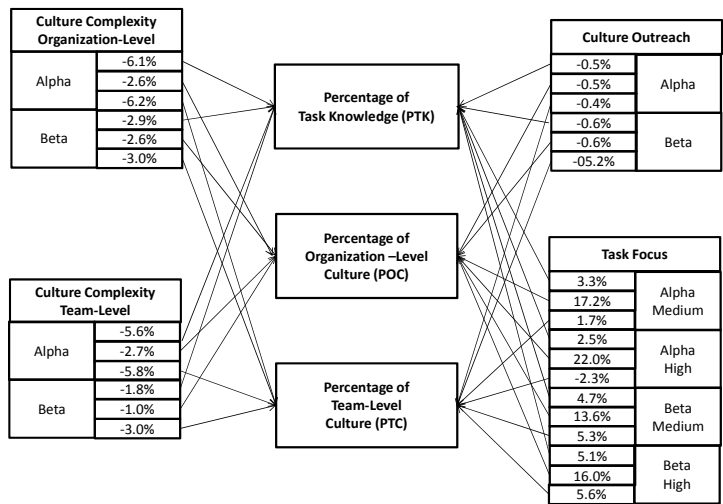 Culture Complexity
Organization-Level
Alpha
-6.1%
-2.6%
-6.2%
Beta
-2.9%
-2.6%
-3.0%
Culture Complexity
Team-Level
Alpha
-5.6%
-2.7%
-5.8%
Beta
-1.8%
-1.0%
-3.0%
Percentage of
Task Knowledge (PTK)
Percentage of
Organization –Level
Culture (POC)
Percentage of
Team-Level
Culture (PTC)
Culture Outreach
-0.5%
-0.5%
-0.4%
Alpha
-0.6%
-0.6%
-05.2%
Beta
Task Focus
3.3%
17.2%
1.7%
Alpha
Medium
2.5%
22.0%
-2.3%
Alpha
High
4.7%
13.6%
5.3%
Beta
Medium
5.1%
16.0%
5.6%
Beta
High